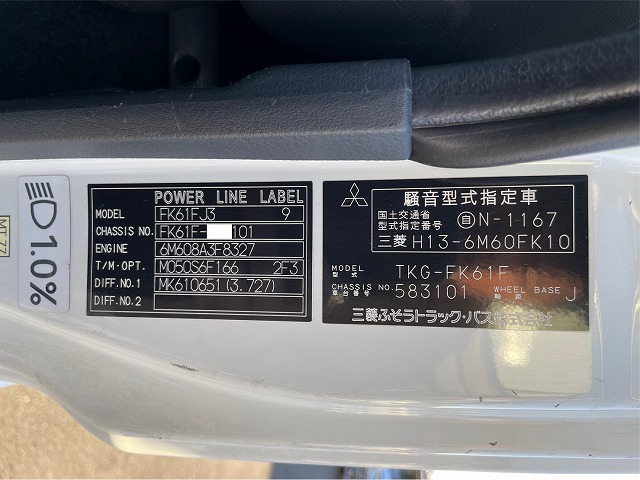 1.0%
POWER LINE LABEL
MODEL FK61FJ3 9
CHASSIS NO. FK61F- 101
ENGINE 6M608A3F8327
T/M-OPT. M050S6F166 2F3
DIFF.NO.1 MK610651(3.727)
DIFF.NO.2
騒音型式指定車
国土交通省
型式指定番号 自N-1167
三菱 H13-6M60FK10
MODEL
型式 TKG-FK61F
CHASSIS NO.
車台番号 583101 WHEEL BASE
軸距 J
三菱ふそうトラック・バス株式会社